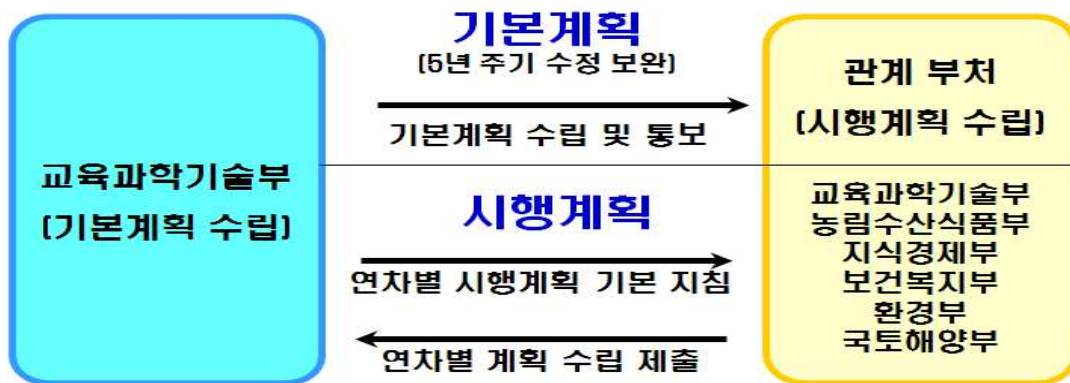 교육과학기술부
(기본계획 수립)
기본계획
(5년 주기 수정 보완)
기본계획 수립 및 통보
시행계획
연차별 시행계획 기본 지침
연차별 계획 수립 제출
관계 부처
(시행계획 수립)
교육과학기술부
농림수산식품부
지식경제부
보건복지부
환경부
국토해양부